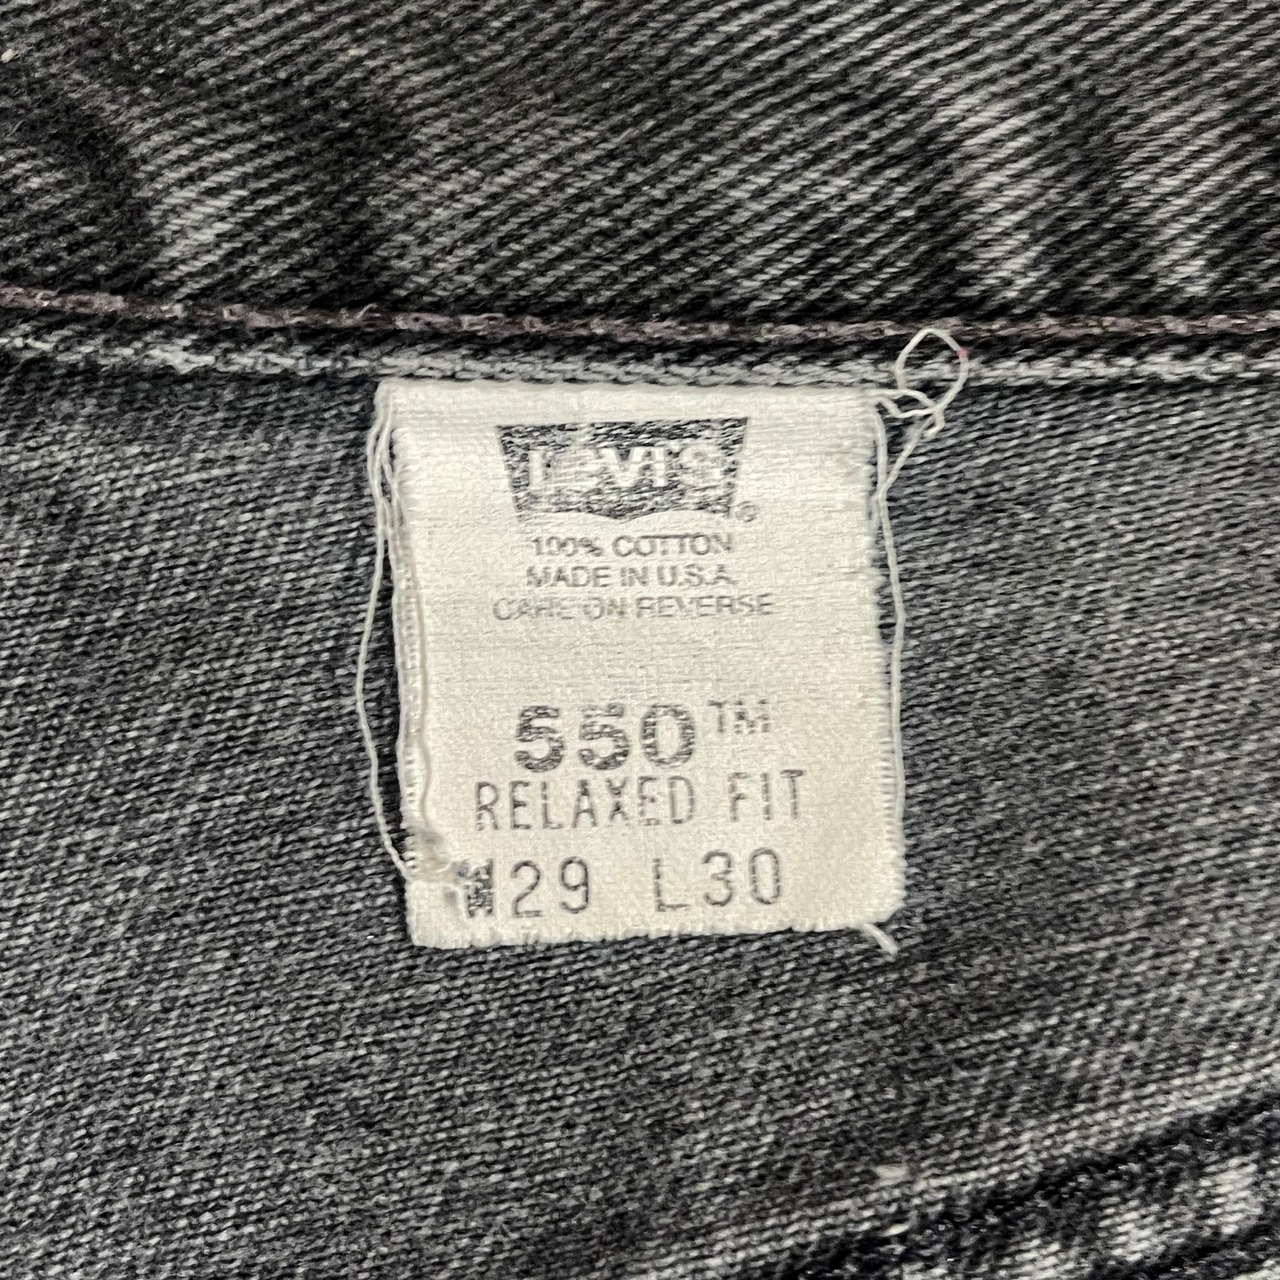 Levi's®
100% COTTON
MADE IN U.S.A.
CARE ON REVERSE
550™
RELAXED FIT
W29 L30